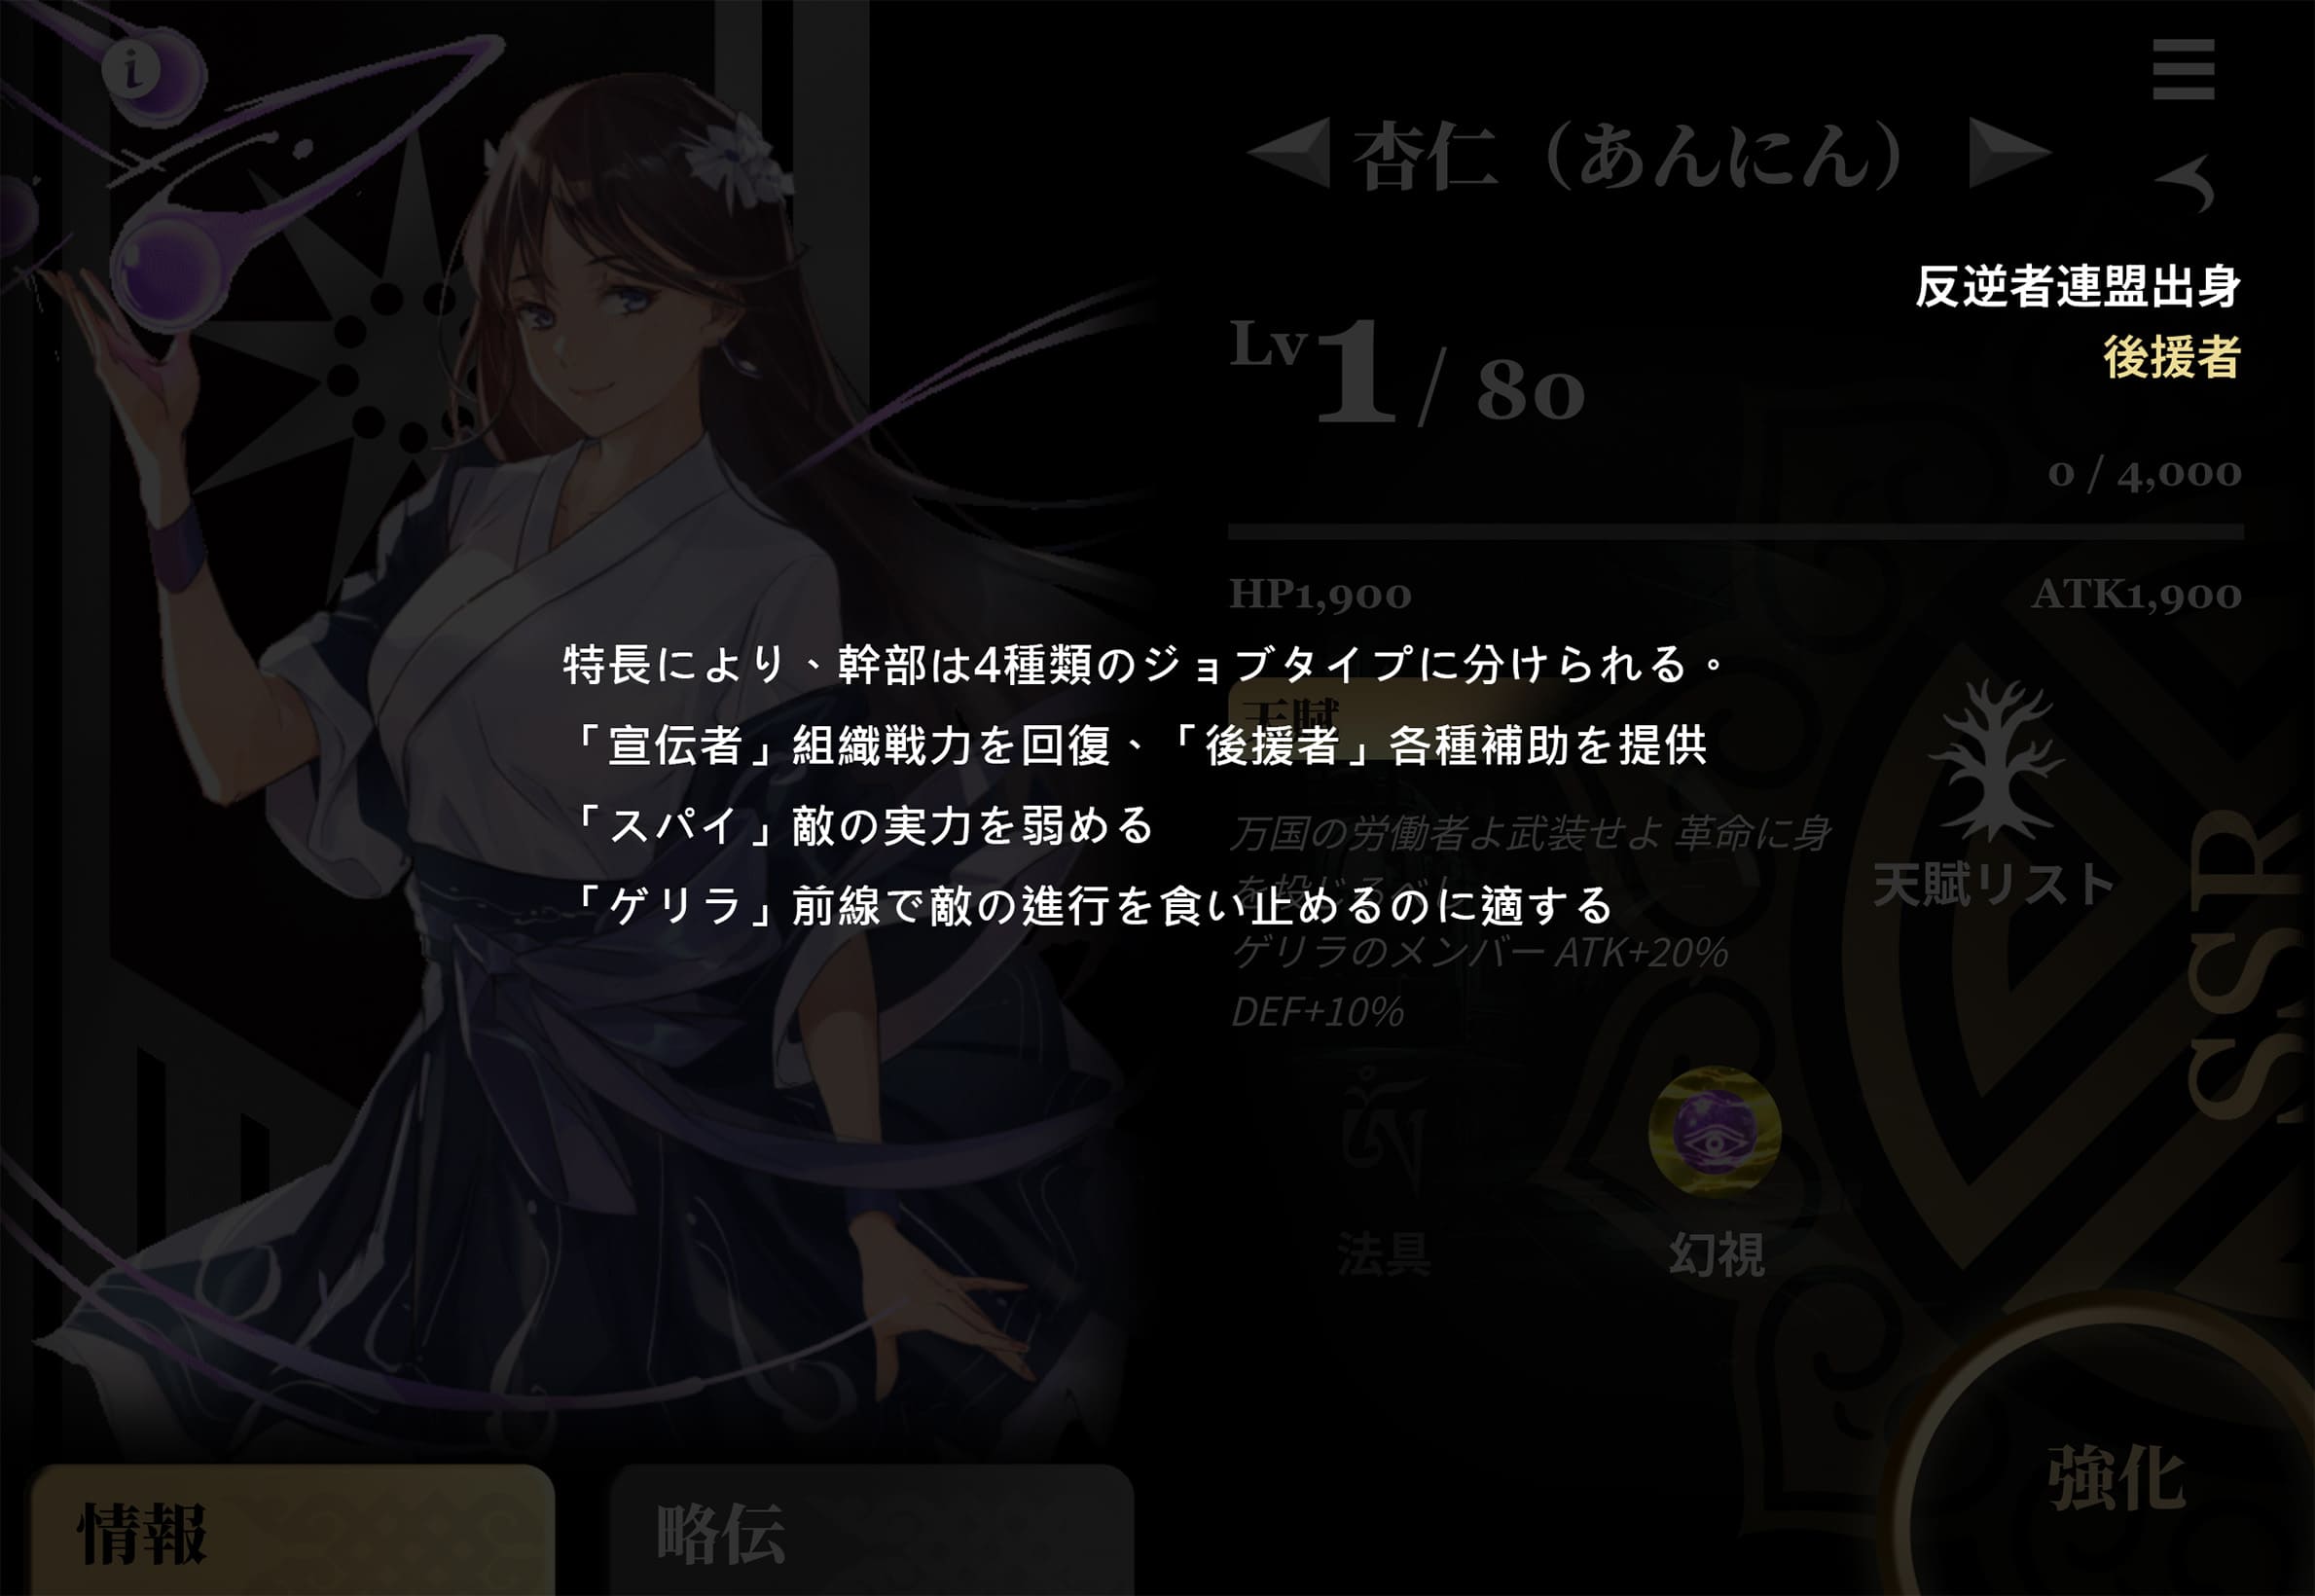 杏仁（あんにん）
反逆者連盟出身
後援者
Lv1/ 80
0 / 4,000
HP1,900
ATK1,900
特長により、幹部は4種類のジョブタイプに分けられる。
天賦
「宣伝者」組織戦力を回復、「後援者」各種補助を提供
「スパイ」敵の実力を弱める
万国の労働者よ武装せよ 革命に身
を投じるべし
天賦リスト
「ゲリラ」前線で敵の進行を食い止めるのに適する
ゲリラのメンバー ATK+20%
DEF+10%
SSR
法具
幻視
強化
情報
略伝